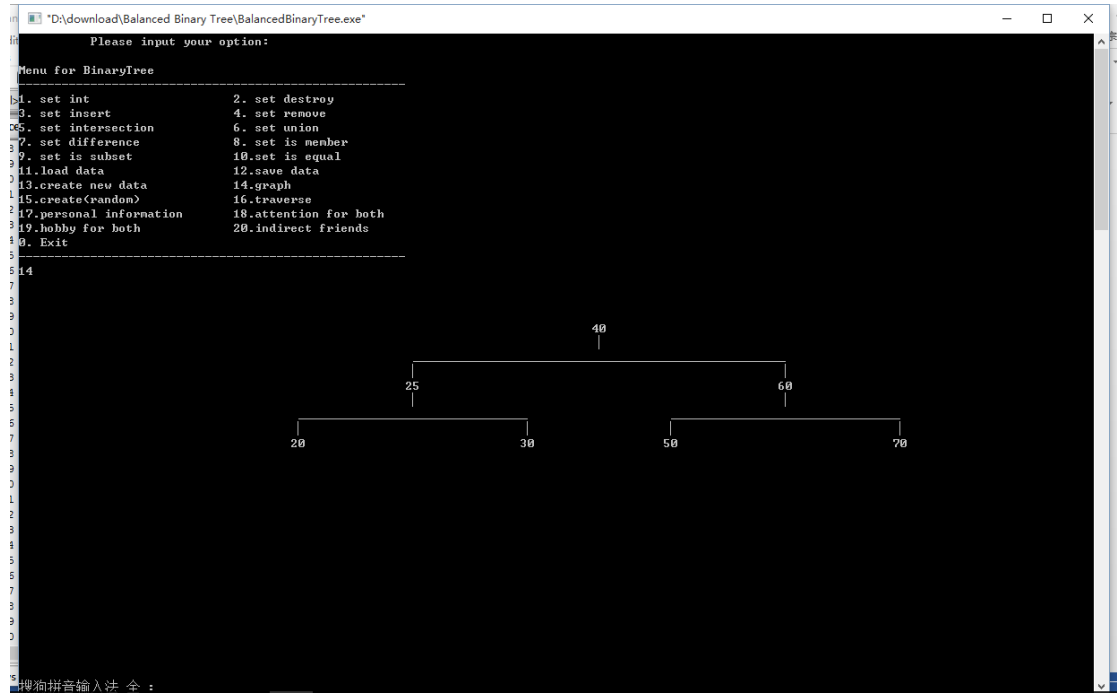 "D:\download\Balanced Binary Tree\BalancedBinaryTree.exe"
Please input your option:
Menu for BinaryTree
1. set int 2. set destroy
3. set insert 4. set remove
5. set intersection 6. set union
7. set difference 8. set is member
9. set is subset 10.set is equal
11.load data 12.save data
13.create new data 14.graph
15.create(random) 16.traverse
17.personal information 18.attention for both
19.hobby for both 20.indirect friends
0. Exit
14
40
25 60
20 30 50 70
搜狗拼音输入法 全 :